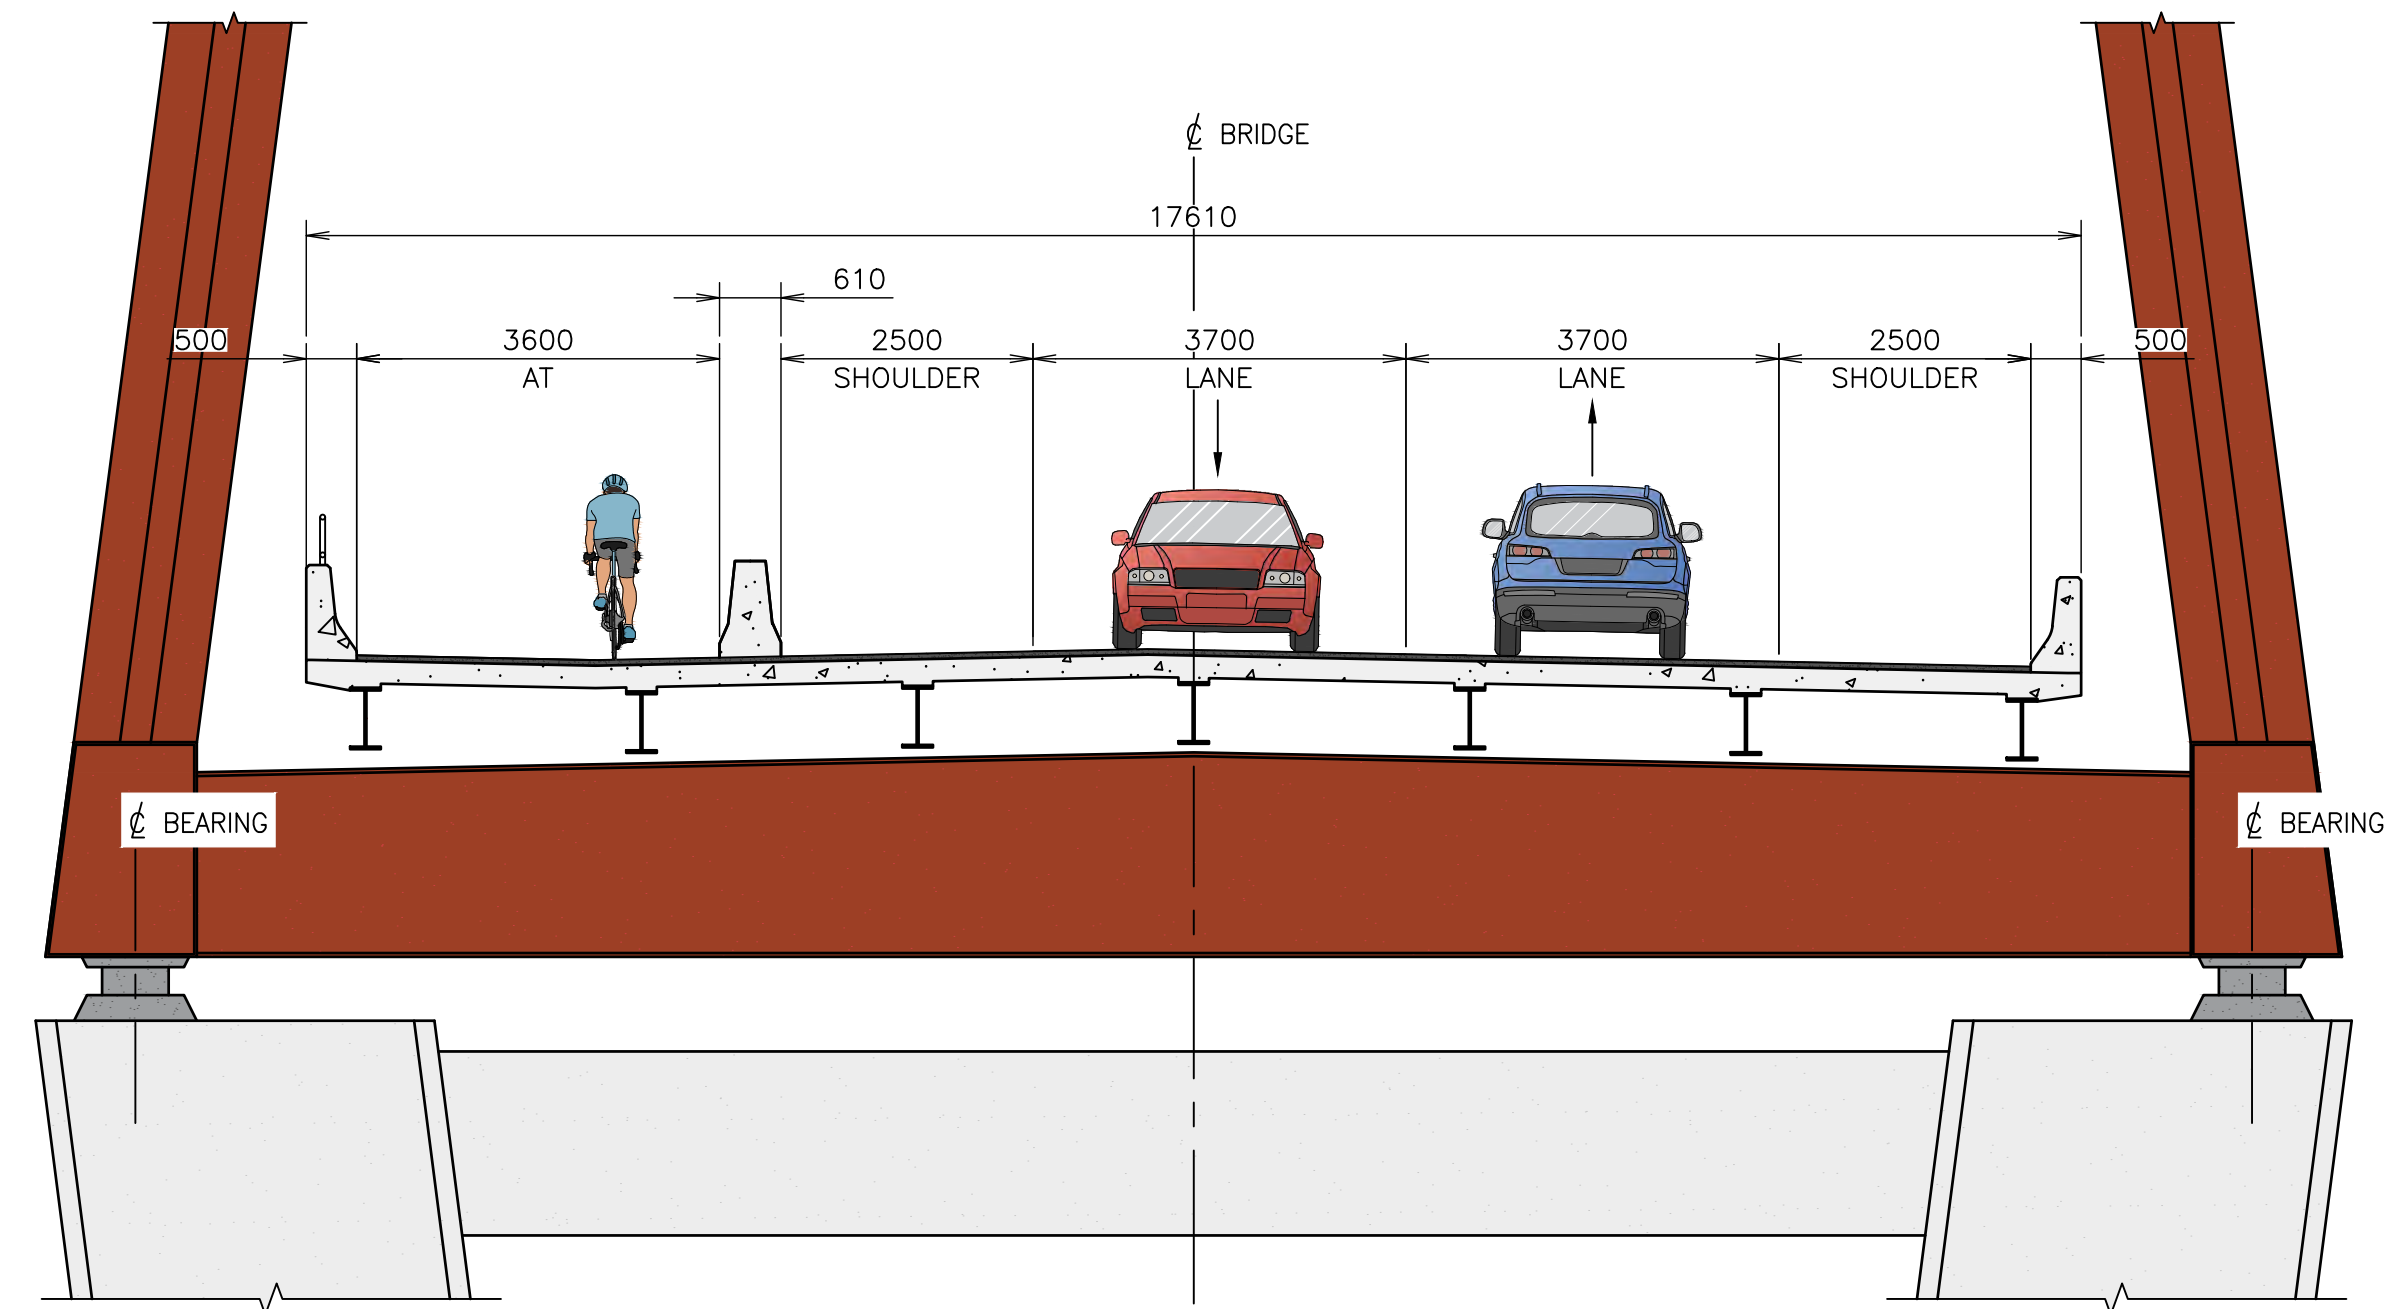 ℄ BRIDGE
17610
610
500 3600 2500 3700 3700 2500 500
AT SHOULDER LANE LANE SHOULDER
℄ BEARING ℄ BEARING